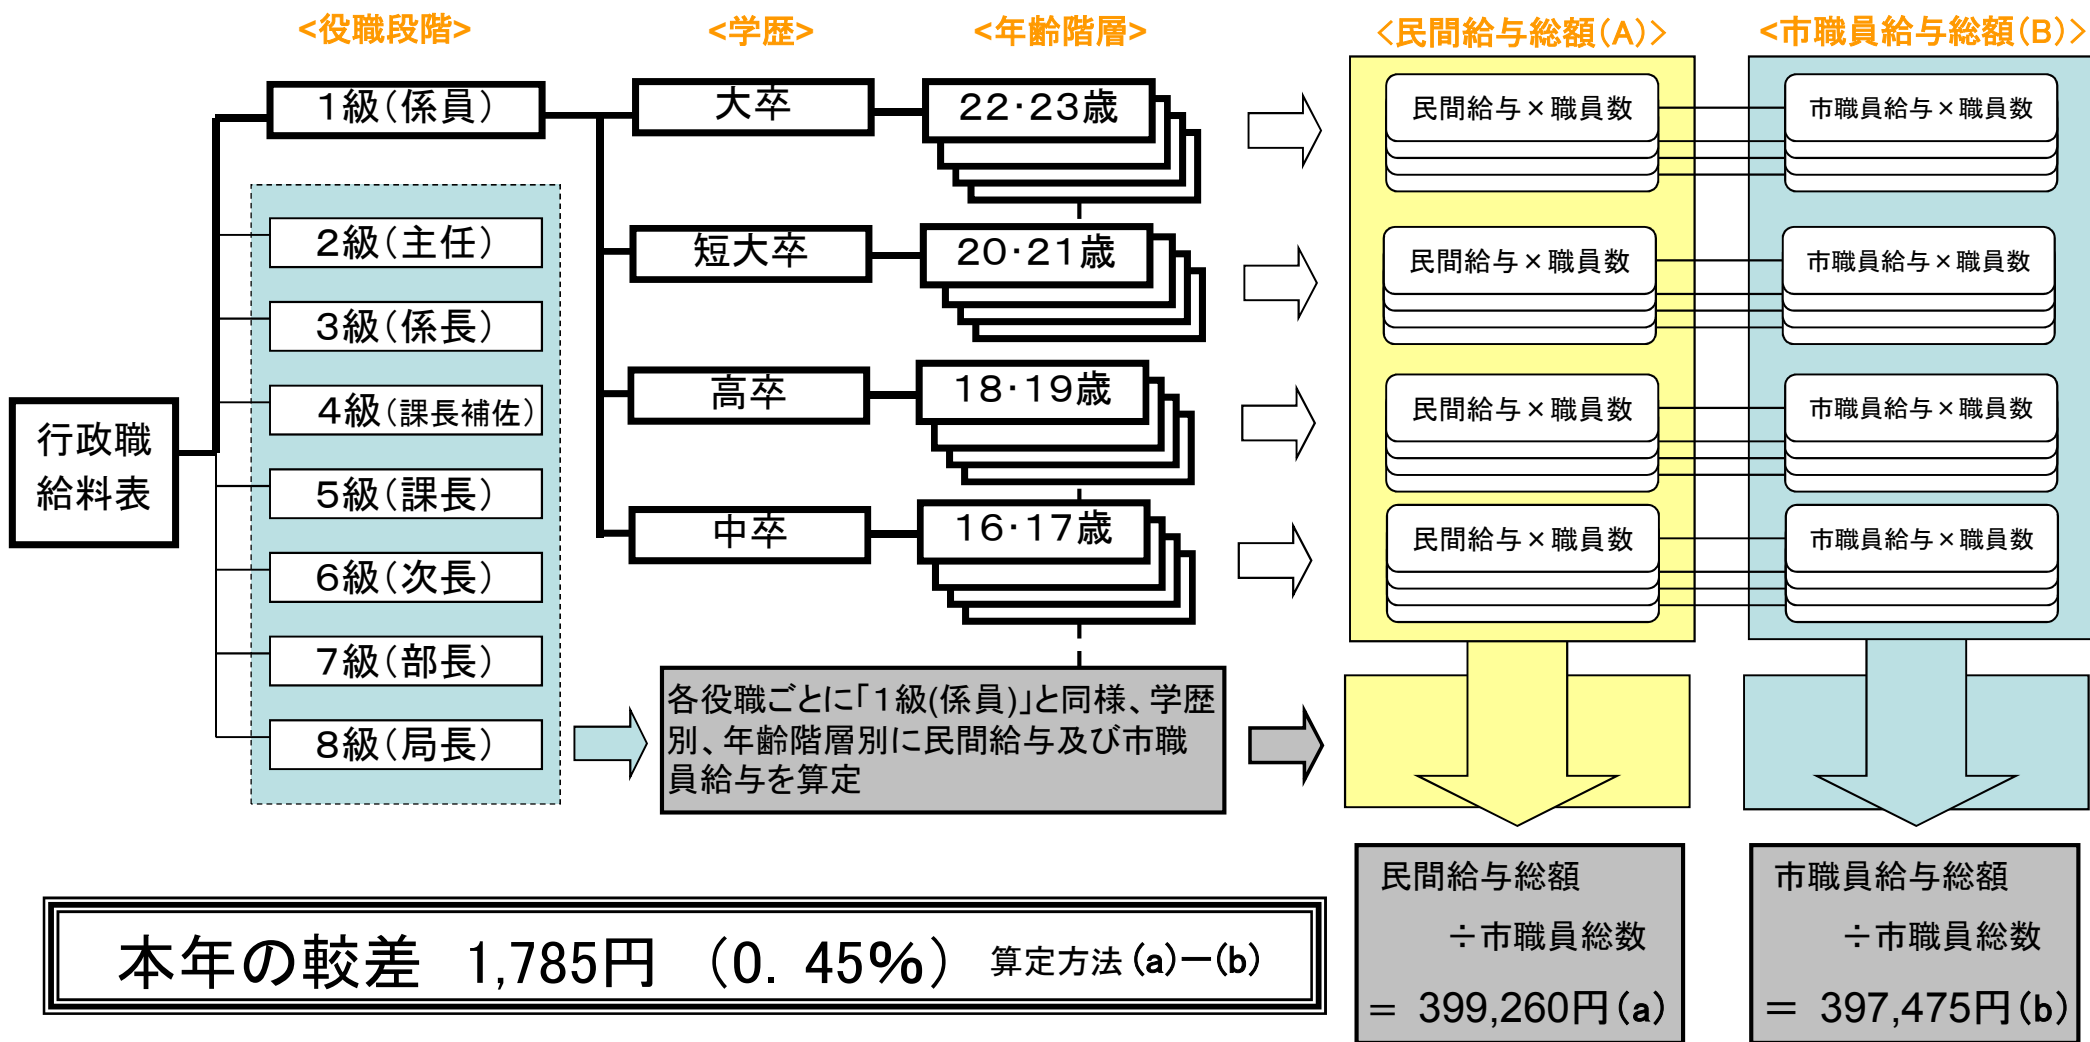 <役職段階>
<学歴>
<年齢階層>
<民間給与総額(A)>
<市職員給与総額(B)>
行政職
給料表
1級(係員)
2級(主任)
3級(係長)
4級(課長補佐)
5級(課長)
6級(次長)
7級(部長)
8級(局長)
大卒
22・23歳
民間給与×職員数
市職員給与×職員数
短大卒
20・21歳
民間給与×職員数
市職員給与×職員数
高卒
18・19歳
民間給与×職員数
市職員給与×職員数
中卒
16・17歳
民間給与×職員数
市職員給与×職員数
各役職ごとに「1級(係員)」と同様、学歴
別、年齢階層別に民間給与及び市職
員給与を算定
民間給与総額
÷市職員総数
= 399,260円(a)
市職員給与総額
÷市職員総数
= 397,475円(b)
本年の較差 1,785円 (0. 45%) 算定方法(a)ー(b)